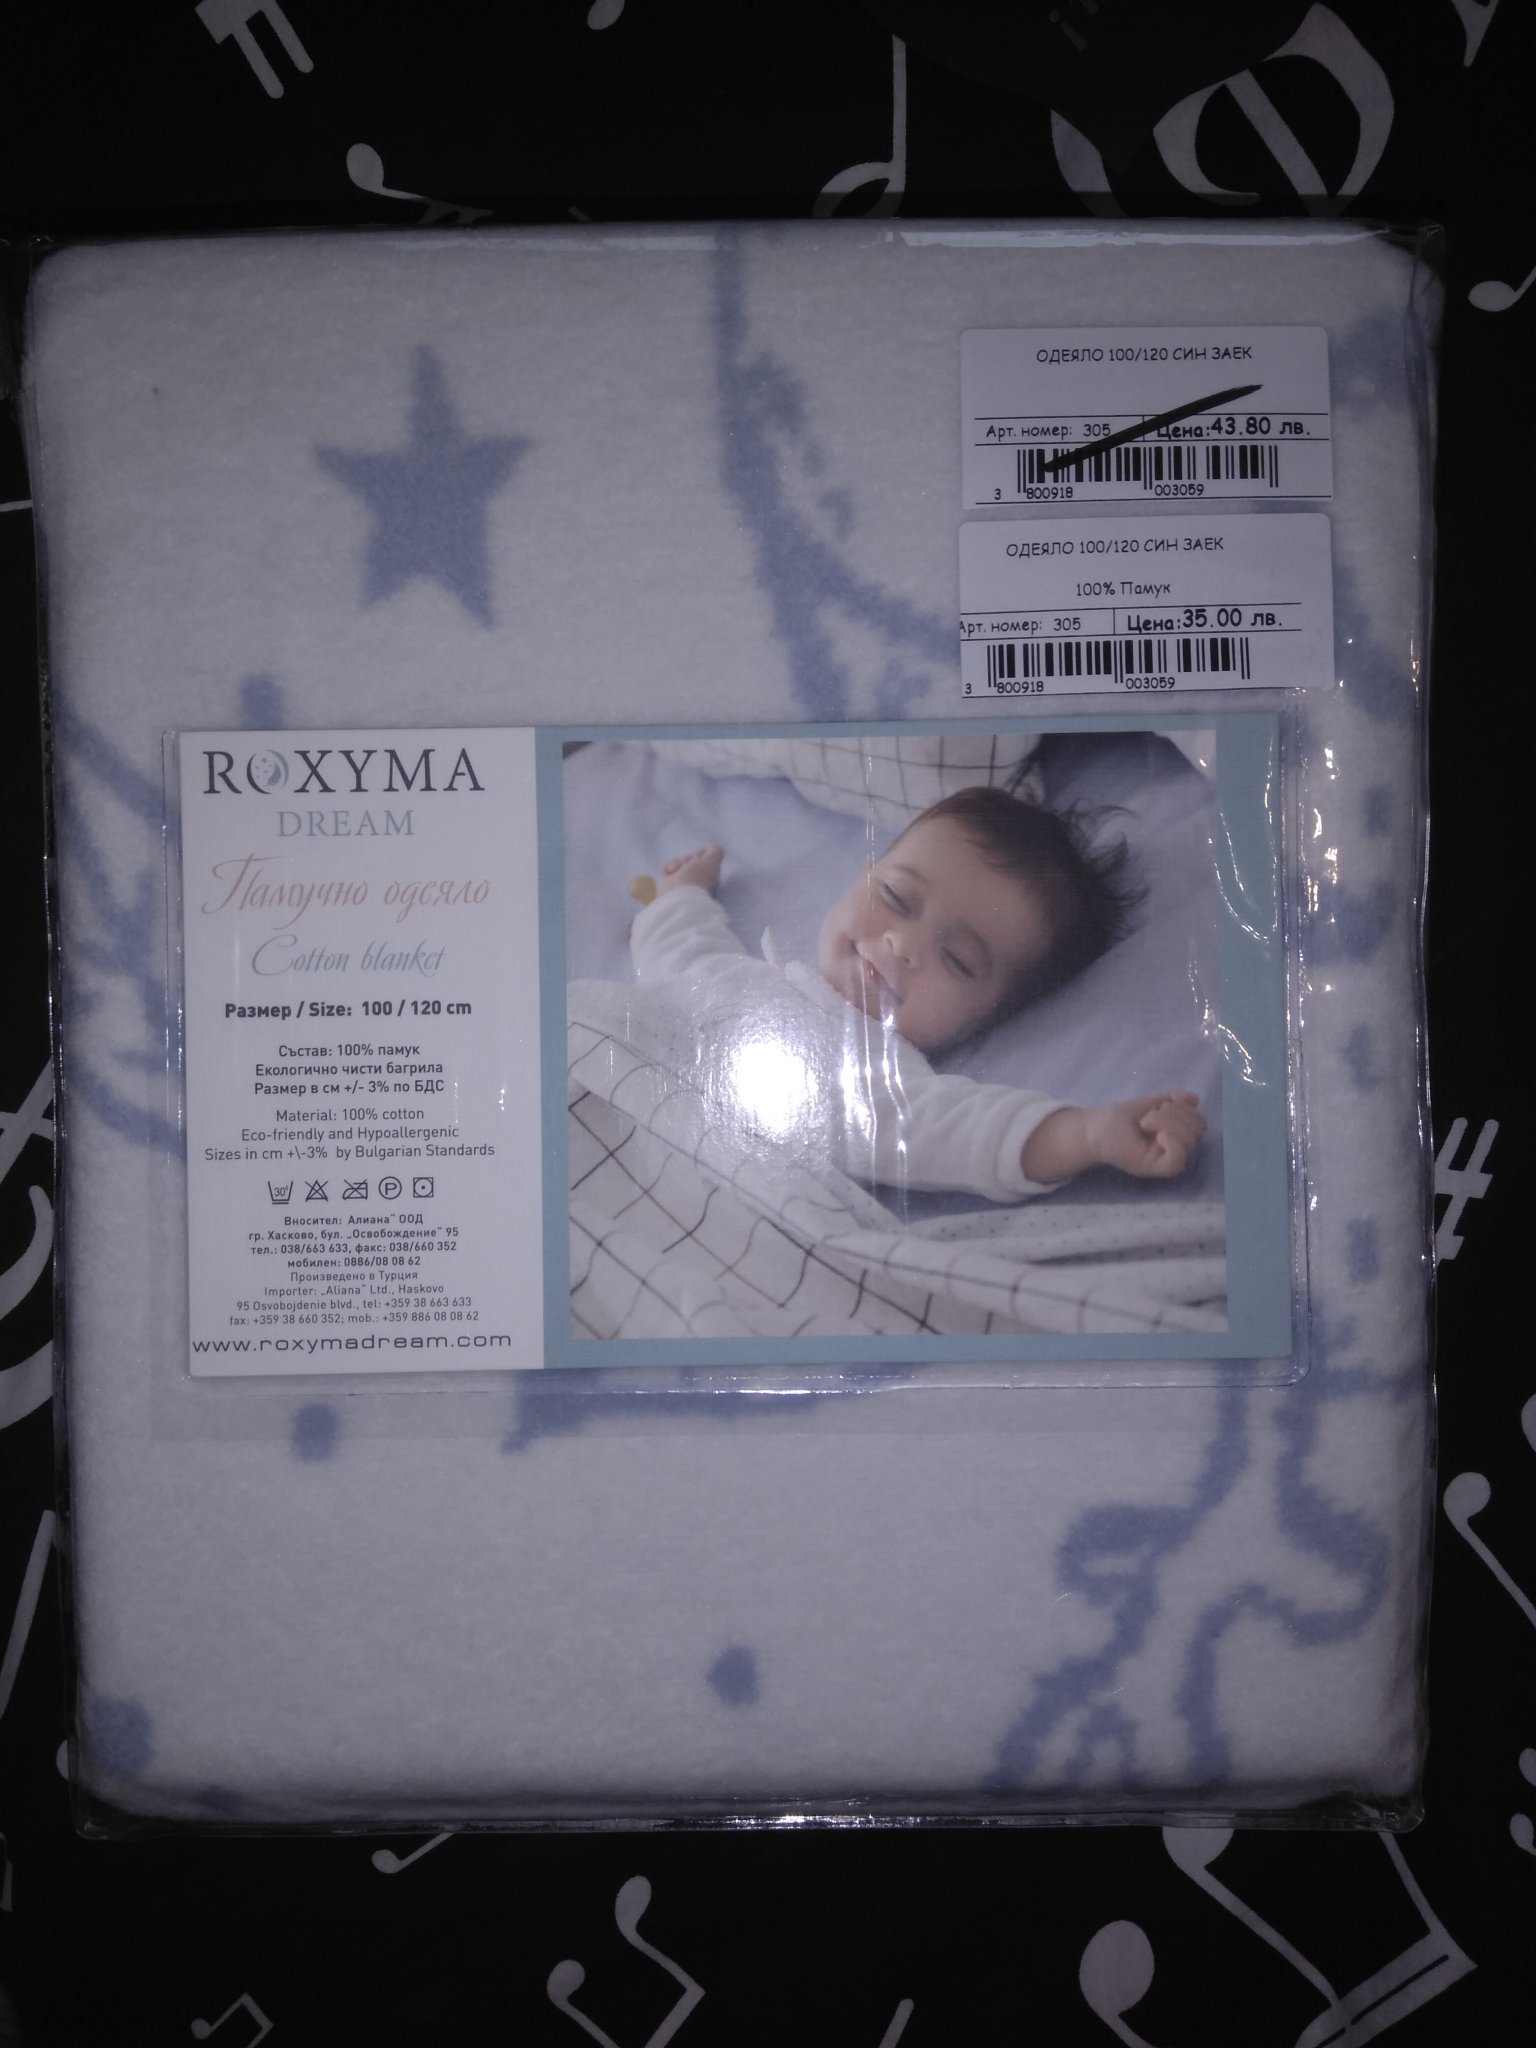 ОДЕЯЛО 100/120 СИН ЗАЕК
Арт. номер: 305 Цена:43.80 лв.
3 800918 003059
ОДЕЯЛО 100/120 СИН ЗАЕК
100% Памук
Арт. номер: 305 Цена:35.00 лв.
3 800918 003059
ROXYMA
DREAM
Памучно одеяло
Cotton blanket
Размер / Size: 100 / 120 cm
Състав: 100% памук
Екологично чисти багрила
Размер в см +/- 3% по БДС
Material: 100% cotton
Eco-friendly and Hypoallergenic
Sizes in cm +\-3% by Bulgarian Standards
30° P
Вносител: Алиана" ООД
гр. Хасково, бул. „Освобождение" 95
тел.: 038/663 633, факс: 038/660 352
мобилен: 0886/08 08 62
Произведено в Турция
Importer: „Aliana" Ltd., Haskovo
95 Osvobojdenie blvd., tel: +359 38 663 633
fax: +359 38 660 352; mob.: +359 886 08 08 62
www.roxymadream.com